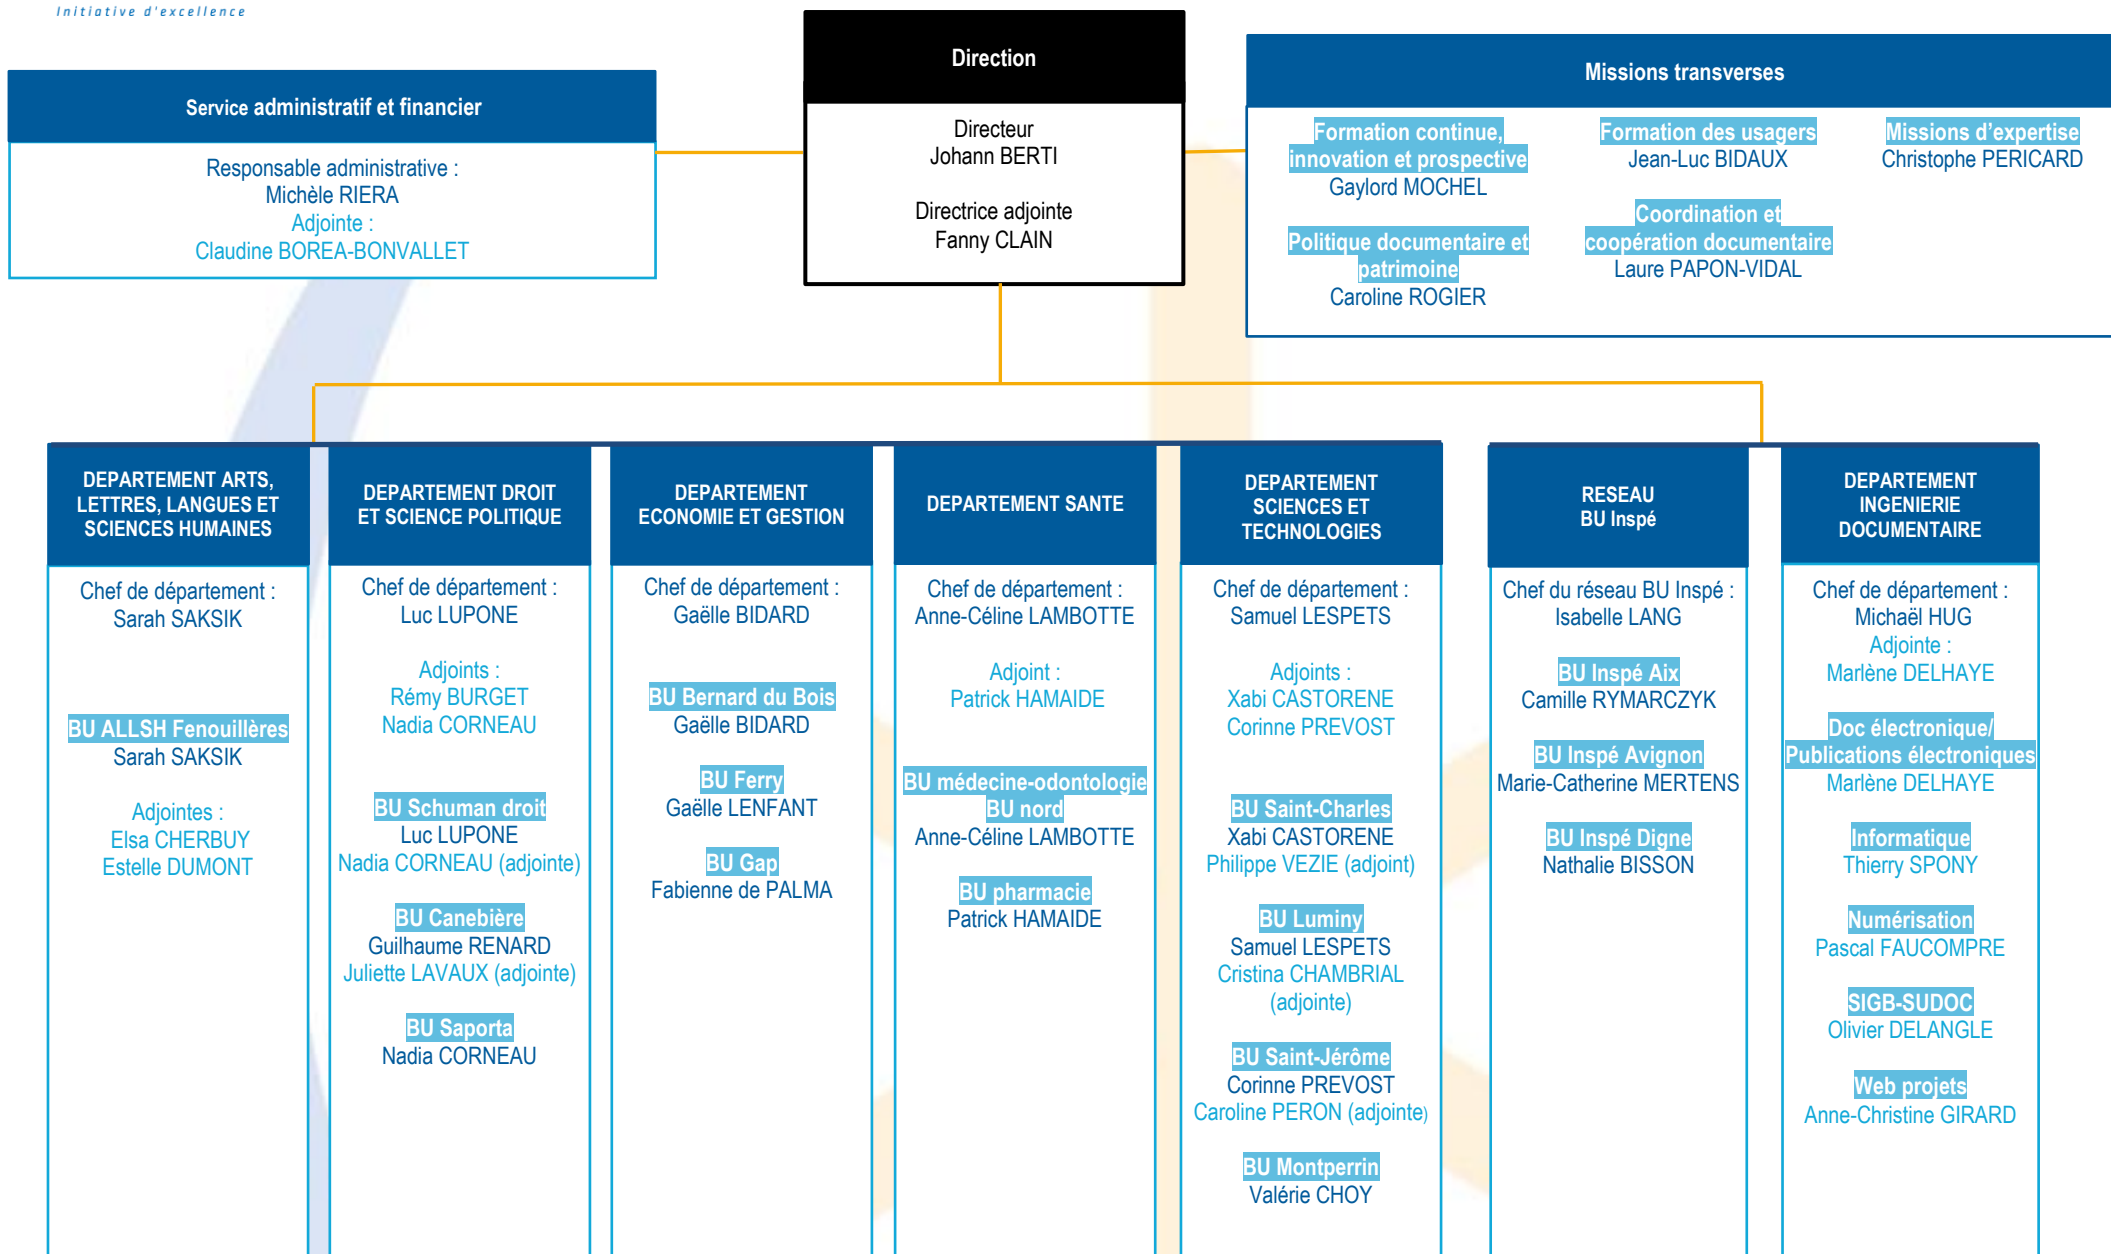 Initiative d'excellence
Service administratif et financier
Responsable administrative :
Michèle RIERA
Adjointe :
Claudine BOREA-BONVALLET
Direction
Directeur
Johann BERTI
Directrice adjointe
Fanny CLAIN
Missions transverses
Formation continue,
innovation et prospective
Gaylord MOCHEL
Politique documentaire et
patrimoine
Caroline ROGIER
Formation des usagers
Jean-Luc BIDAUX
Coordination et
coopération documentaire
Laure PAPON-VIDAL
Missions d’expertise
Christophe PERICARD
DEPARTEMENT ARTS,
LETTRES, LANGUES ET
SCIENCES HUMAINES
Chef de département :
Sarah SAKSIK
BU ALLSH Fenouillères
Sarah SAKSIK
Adjointes :
Elsa CHERBUY
Estelle DUMONT
DEPARTEMENT DROIT
ET SCIENCE POLITIQUE
Chef de département :
Luc LUPONE
Adjoints :
Rémy BURGET
Nadia CORNEAU
BU Schuman droit
Luc LUPONE
Nadia CORNEAU (adjointe)
BU Canebière
Guilhaume RENARD
Juliette LAVAUX (adjointe)
BU Saporta
Nadia CORNEAU
DEPARTEMENT
ECONOMIE ET GESTION
Chef de département :
Gaëlle BIDARD
BU Bernard du Bois
Gaëlle BIDARD
BU Ferry
Gaëlle LENFANT
BU Gap
Fabienne de PALMA
DEPARTEMENT SANTE
Chef de département :
Anne-Céline LAMBOTTE
Adjoint :
Patrick HAMAIDE
BU médecine-odontologie
BU nord
Anne-Céline LAMBOTTE
BU pharmacie
Patrick HAMAIDE
DEPARTEMENT
SCIENCES ET
TECHNOLOGIES
Chef de département :
Samuel LESPETS
Adjoints :
Xabi CASTORENE
Corinne PREVOST
BU Saint-Charles
Xabi CASTORENE
Philippe VEZIE (adjoint)
BU Luminy
Samuel LESPETS
Cristina CHAMBRIAL
(adjointe)
BU Saint-Jérôme
Corinne PREVOST
Caroline PERON (adjointe)
BU Montperrin
Valérie CHOY
RESEAU
BU Inspé
Chef du réseau BU Inspé :
Isabelle LANG
BU Inspé Aix
Camille RYMARCZYK
BU Inspé Avignon
Marie-Catherine MERTENS
BU Inspé Digne
Nathalie BISSON
DEPARTEMENT
INGENIERIE
DOCUMENTAIRE
Chef de département :
Michaël HUG
Adjointe :
Marlène DELHAYE
Doc électronique/
Publications électroniques
Marlène DELHAYE
Informatique
Thierry SPONY
Numérisation
Pascal FAUCOMPRE
SIGB-SUDOC
Olivier DELANGLE
Web projets
Anne-Christine GIRARD